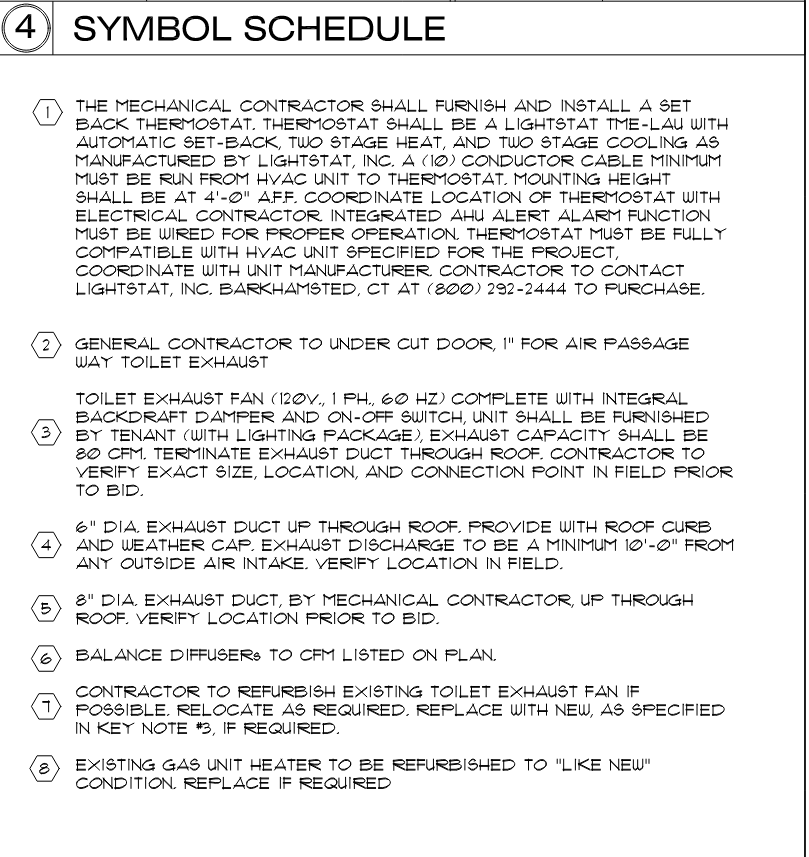 4 SYMBOL SCHEDULE
1 THE MECHANICAL CONTRACTOR SHALL FURNISH AND INSTALL A SET
BACK THERMOSTAT. THERMOSTAT SHALL BE A LIGHTSTAT TME-LAU WITH
AUTOMATIC SET-BACK, TWO STAGE HEAT, AND TWO STAGE COOLING AS
MANUFACTURED BY LIGHTSTAT, INC. A (10) CONDUCTOR CABLE MINIMUM
MUST BE RUN FROM HVAC UNIT TO THERMOSTAT. MOUNTING HEIGHT
SHALL BE AT 4'-0" A.F.F. COORDINATE LOCATION OF THERMOSTAT WITH
ELECTRICAL CONTRACTOR. INTEGRATED AHU ALERT ALARM FUNCTION
MUST BE WIRED FOR PROPER OPERATION. THERMOSTAT MUST BE FULLY
COMPATIBLE WITH HVAC UNIT SPECIFIED FOR THE PROJECT,
COORDINATE WITH UNIT MANUFACTURER. CONTRACTOR TO CONTACT
LIGHTSTAT, INC. BARKHAMSTED, CT AT (800) 292-2444 TO PURCHASE.
2 GENERAL CONTRACTOR TO UNDER CUT DOOR, 1" FOR AIR PASSAGE
WAY TOILET EXHAUST
TOILET EXHAUST FAN (120V., 1 PH., 60 HZ) COMPLETE WITH INTEGRAL
BACKDRAFT DAMPER AND ON-OFF SWITCH, UNIT SHALL BE FURNISHED
3 BY TENANT (WITH LIGHTING PACKAGE), EXHAUST CAPACITY SHALL BE
80 CFM. TERMINATE EXHAUST DUCT THROUGH ROOF. CONTRACTOR TO
VERIFY EXACT SIZE, LOCATION, AND CONNECTION POINT IN FIELD PRIOR
TO BID.
6" DIA. EXHAUST DUCT UP THROUGH ROOF. PROVIDE WITH ROOF CURB
4 AND WEATHER CAP. EXHAUST DISCHARGE TO BE A MINIMUM 10'-0" FROM
ANY OUTSIDE AIR INTAKE. VERIFY LOCATION IN FIELD.
5 8" DIA. EXHAUST DUCT, BY MECHANICAL CONTRACTOR, UP THROUGH
ROOF. VERIFY LOCATION PRIOR TO BID.
6 BALANCE DIFFUSERs TO CFM LISTED ON PLAN.
CONTRACTOR TO REFURBISH EXISTING TOILET EXHAUST FAN IF
7 POSSIBLE. RELOCATE AS REQUIRED. REPLACE WITH NEW, AS SPECIFIED
IN KEY NOTE #3, IF REQUIRED.
8 EXISTING GAS UNIT HEATER TO BE REFURBISHED TO "LIKE NEW"
CONDITION. REPLACE IF REQUIRED